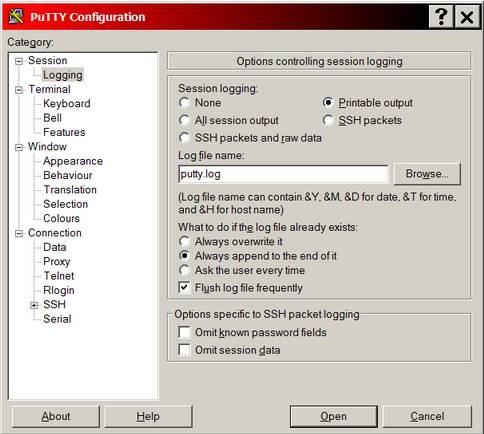 PuTTY Configuration
Category:
Session
Logging
Terminal
Keyboard
Bell
Features
Window
Appearance
Behaviour
Translation
Selection
Colours
Connection
Data
Proxy
Telnet
Rlogin
SSH
Serial
Options controlling session logging
Session logging:
None
Printable output
All session output
SSH packets
SSH packets and raw data
Log file name:
putty.log
Browse...
(Log file name can contain &Y, &M, &D for date, &T for time,
and &H for host name)
What to do if the log file already exists:
Always overwrite it
Always append to the end of it
Ask the user every time
Flush log file frequently
Options specific to SSH packet logging
Omit known password fields
Omit session data
About
Help
Open
Cancel